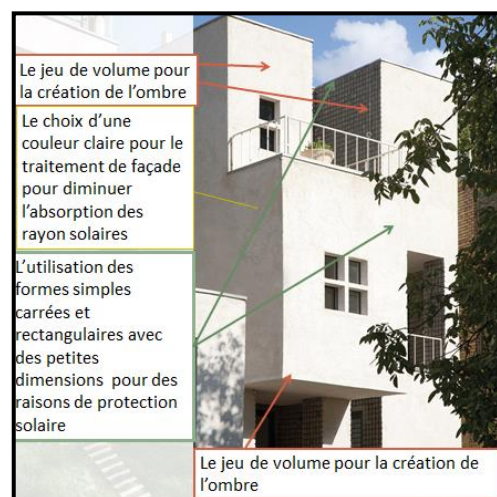 Le jeu de volume pour
la création de l'ombre
Le choix d'une
couleur claire pour le
traitement de façade
pour diminuer
l'absorption des
rayon solaires
L'utilisation des
formes simples
carrées et
rectangulaires avec
des petites
dimensions pour des
raisons de protection
solaire
Le jeu de volume pour la création de
l'ombre